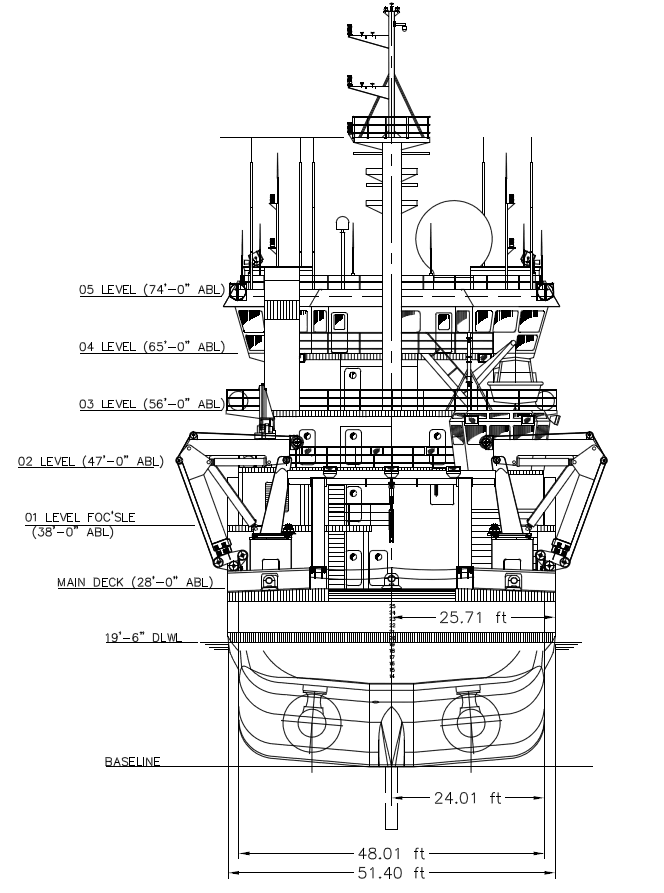 05 LEVEL (74'-0" ABL)
04 LEVEL (65'-0" ABL)
03 LEVEL (56'-0" ABL)
02 LEVEL (47'-0" ABL)
01 LEVEL FOC'SLE
(38'-0" ABL)
MAIN DECK (28'-0" ABL)
25.71 ft
19'-6" DLWL
BASELINE
24.01 ft
48.01 ft
51.40 ft